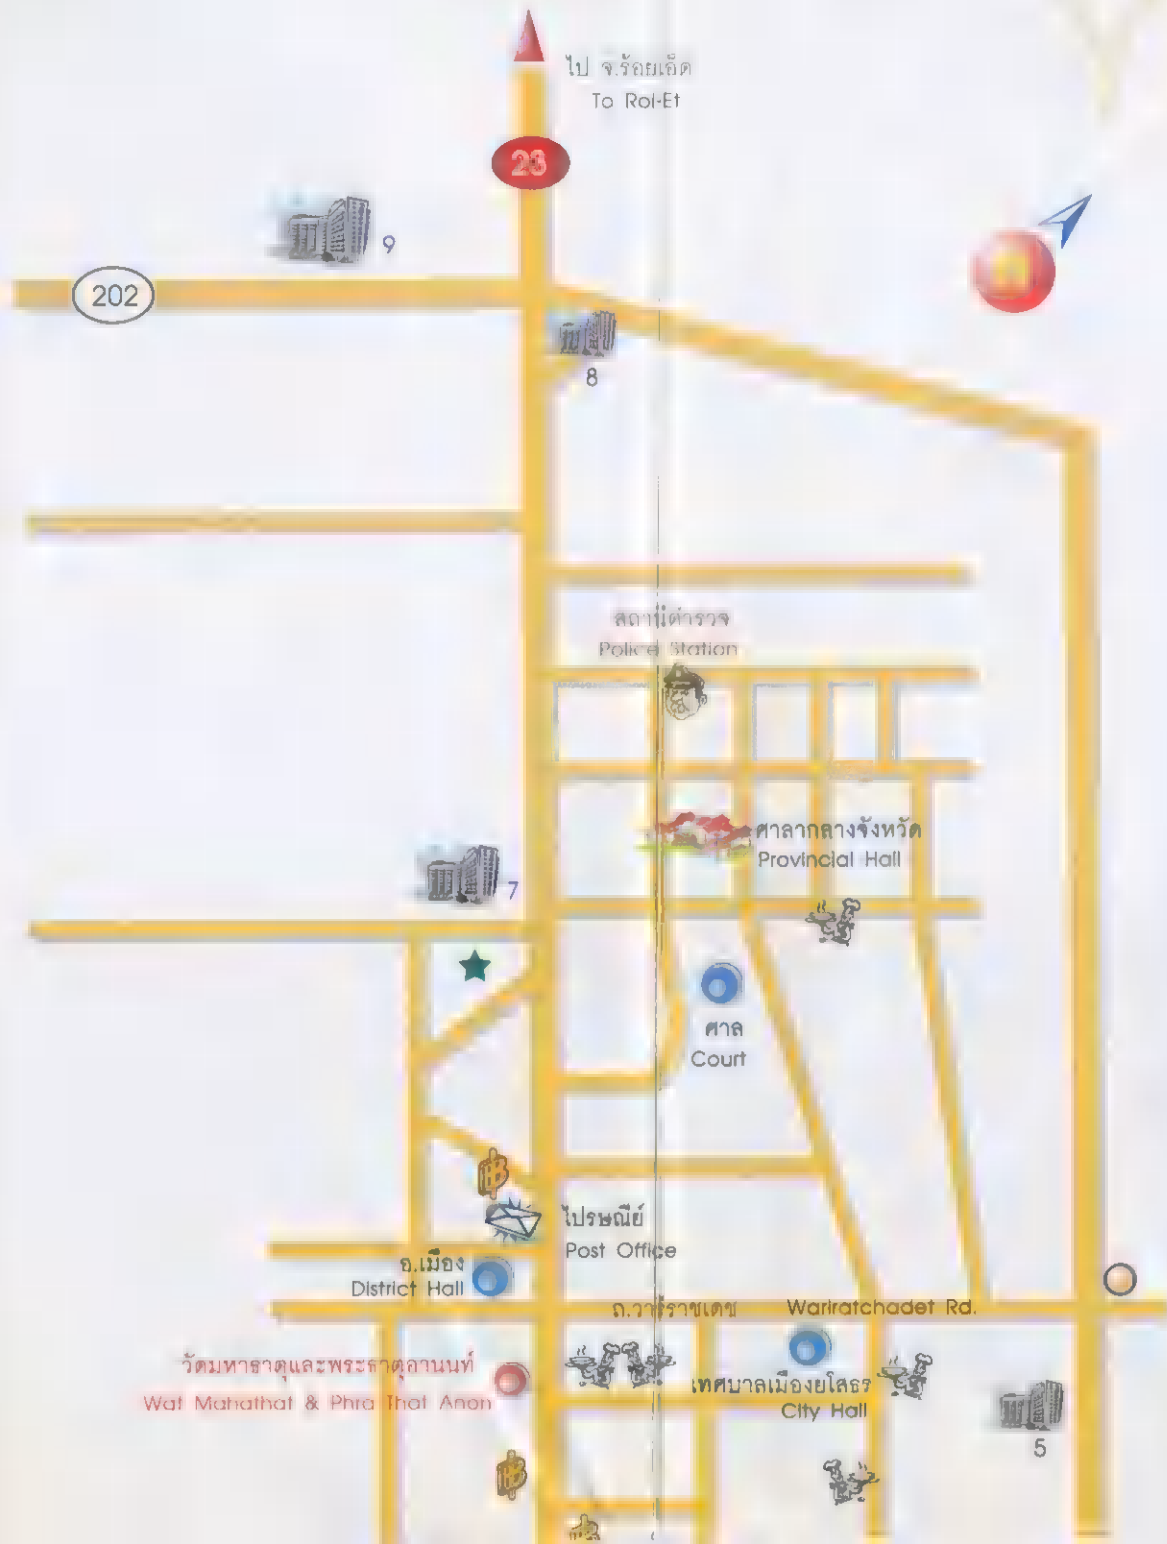 ไป จ.ร้อยเอ็ด
To Roi-Et
23
9
202
8
สถานีตำรวจ
Police Station
ศาลากลางจังหวัด
Provincial Hall
7
ศาล
Court
ไปรษณีย์
Post Office
อ.เมือง
District Hall
ถ.วารีราชเดช Wariratchadet Rd.
วัดมหาธาตุและพระธาตุอานนท์
Wat Mahathat & Phra That Anon
เทศบาลเมืองยโสธร
City Hall
5